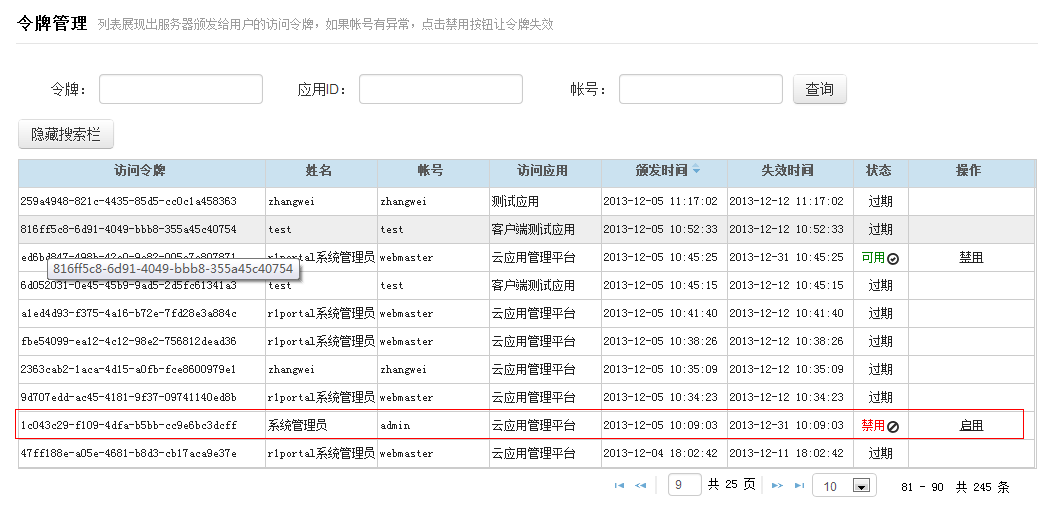 令牌管理 列表展现出服务器颁发给用户的访问令牌，如果帐号有异常，点击禁用按钮让令牌失效
令牌： 应用ID： 帐号： 查询
隐藏搜索栏
访问令牌 姓名 帐号 访问应用 颁发时间 失效时间 状态 操作
259a4948-821c-4435-85d5-cc0c1a458363 zhangwei zhangwei 测试应用 2013-12-05 11:17:02 2013-12-12 11:17:02 过期
816ff5c8-6d91-4049-bbb8-355a45c40754 test test 客户端测试应用 2013-12-05 10:52:33 2013-12-12 10:52:33 过期
r1portal系统管理员 webmaster 云应用管理平台 2013-12-05 10:45:25 2013-12-31 10:45:25 可用 禁用
816ff5c8-6d91-4049-bbb8-355a45c40754
6d052031-0e45-45b9-9ad5-2d5fc61341a3 test test 客户端测试应用 2013-12-05 10:45:15 2013-12-12 10:45:15 过期
a1ed4d93-f375-4a16-b72e-7fd28e3a884c r1portal系统管理员 webmaster 云应用管理平台 2013-12-05 10:41:40 2013-12-12 10:41:40 过期
fbe54099-ea12-4c12-98e2-756812dead36 r1portal系统管理员 webmaster 云应用管理平台 2013-12-05 10:38:26 2013-12-12 10:38:26 过期
2363cab2-1aca-4d15-a0fb-fce8600979e1 zhangwei zhangwei 云应用管理平台 2013-12-05 10:35:09 2013-12-12 10:35:09 过期
9d707edd-ac45-4181-9f37-09741140ed8b r1portal系统管理员 webmaster 云应用管理平台 2013-12-05 10:34:23 2013-12-12 10:34:23 过期
1c043c29-f109-4dfa-b5bb-cc9e6bc3dcff 系统管理员 admin 云应用管理平台 2013-12-05 10:09:03 2013-12-31 10:09:03 禁用 启用
47ff188e-a05e-4681-b8d3-cb17aca9e37e r1portal系统管理员 webmaster 云应用管理平台 2013-12-04 18:02:42 2013-12-11 18:02:42 过期
9 共 25 页 10 81 - 90 共 245 条